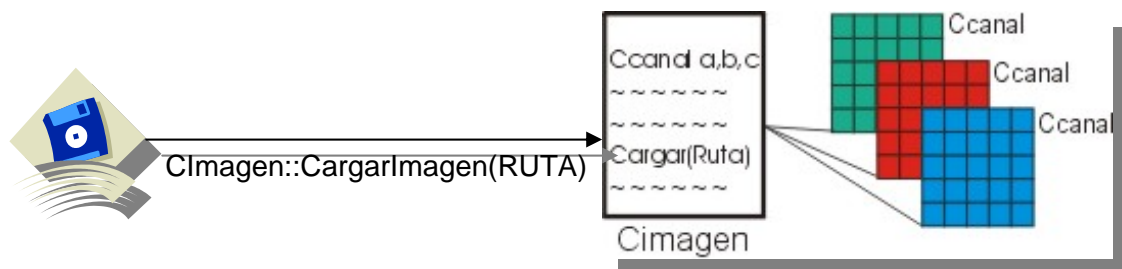 CImagen::CargarImagen(RUTA)
Ccanal a,b,c
~ ~ ~ ~ ~ ~
~ ~ ~ ~ ~ ~
Cargar(Ruta)
~ ~ ~ ~ ~ ~
Cimagen
Ccanal
Ccanal
Ccanal